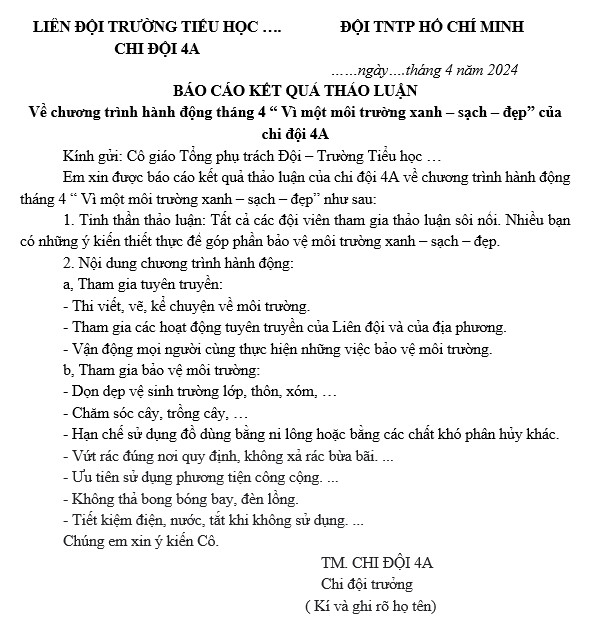 LIÊN ĐỘI TRƯỜNG TIỂU HỌC …. ĐỘI TNTP HỒ CHÍ MINH
CHI ĐỘI 4A
……ngày….tháng 4 năm 2024
BÁO CÁO KẾT QUẢ THẢO LUẬN
Về chương trình hành động tháng 4 “ Vì một môi trường xanh – sạch – đẹp” của
chi đội 4A
Kính gửi: Cô giáo Tổng phụ trách Đội – Trường Tiểu học …
Em xin được báo cáo kết quả thảo luận của chi đội 4A về chương trình hành động
tháng 4 “ Vì một môi trường xanh – sạch – đẹp” như sau:
1. Tinh thần thảo luận: Tất cả các đội viên tham gia thảo luận sôi nổi. Nhiều bạn
có những ý kiến thiết thực để góp phần bảo vệ môi trường xanh – sạch – đẹp.
2. Nội dung chương trình hành động:
a, Tham gia tuyên truyền:
- Thi viết, vẽ, kể chuyện về môi trường.
- Tham gia các hoạt động tuyên truyền của Liên đội và của địa phương.
- Vận động mọi người cùng thực hiện những việc bảo vệ môi trường.
b, Tham gia bảo vệ môi trường:
- Dọn dẹp vệ sinh trường lớp, thôn, xóm, …
- Chăm sóc cây, trồng cây, …
- Hạn chế sử dụng đồ dùng bằng ni lông hoặc bằng các chất khó phân hủy khác.
- Vứt rác đúng nơi quy định, không xả rác bừa bãi. ...
- Ưu tiên sử dụng phương tiện công cộng. ...
- Không thả bong bóng bay, đèn lồng.
- Tiết kiệm điện, nước, tắt khi không sử dụng. ...
Chúng em xin ý kiến Cô.
TM. CHI ĐỘI 4A
Chi đội trưởng
( Kí và ghi rõ họ tên)